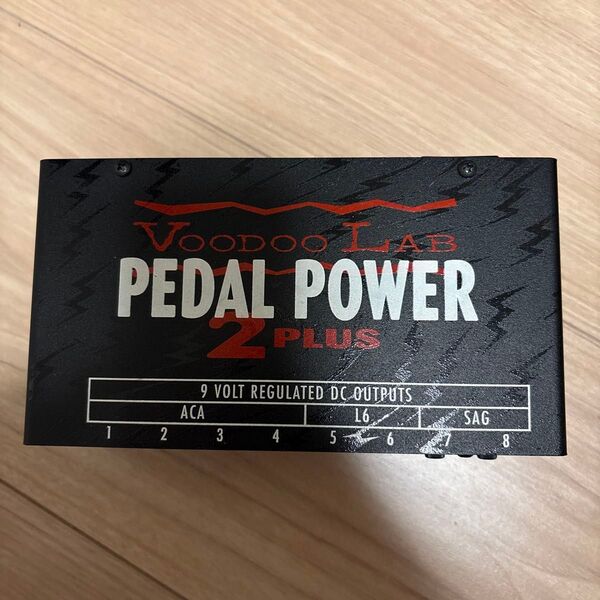 VOODOO LAB
PEDAL POWER
2 PLUS
9 VOLT REGULATED DC OUTPUTS
ACA L6 SAG
1 2 3 4 5 6 7 8